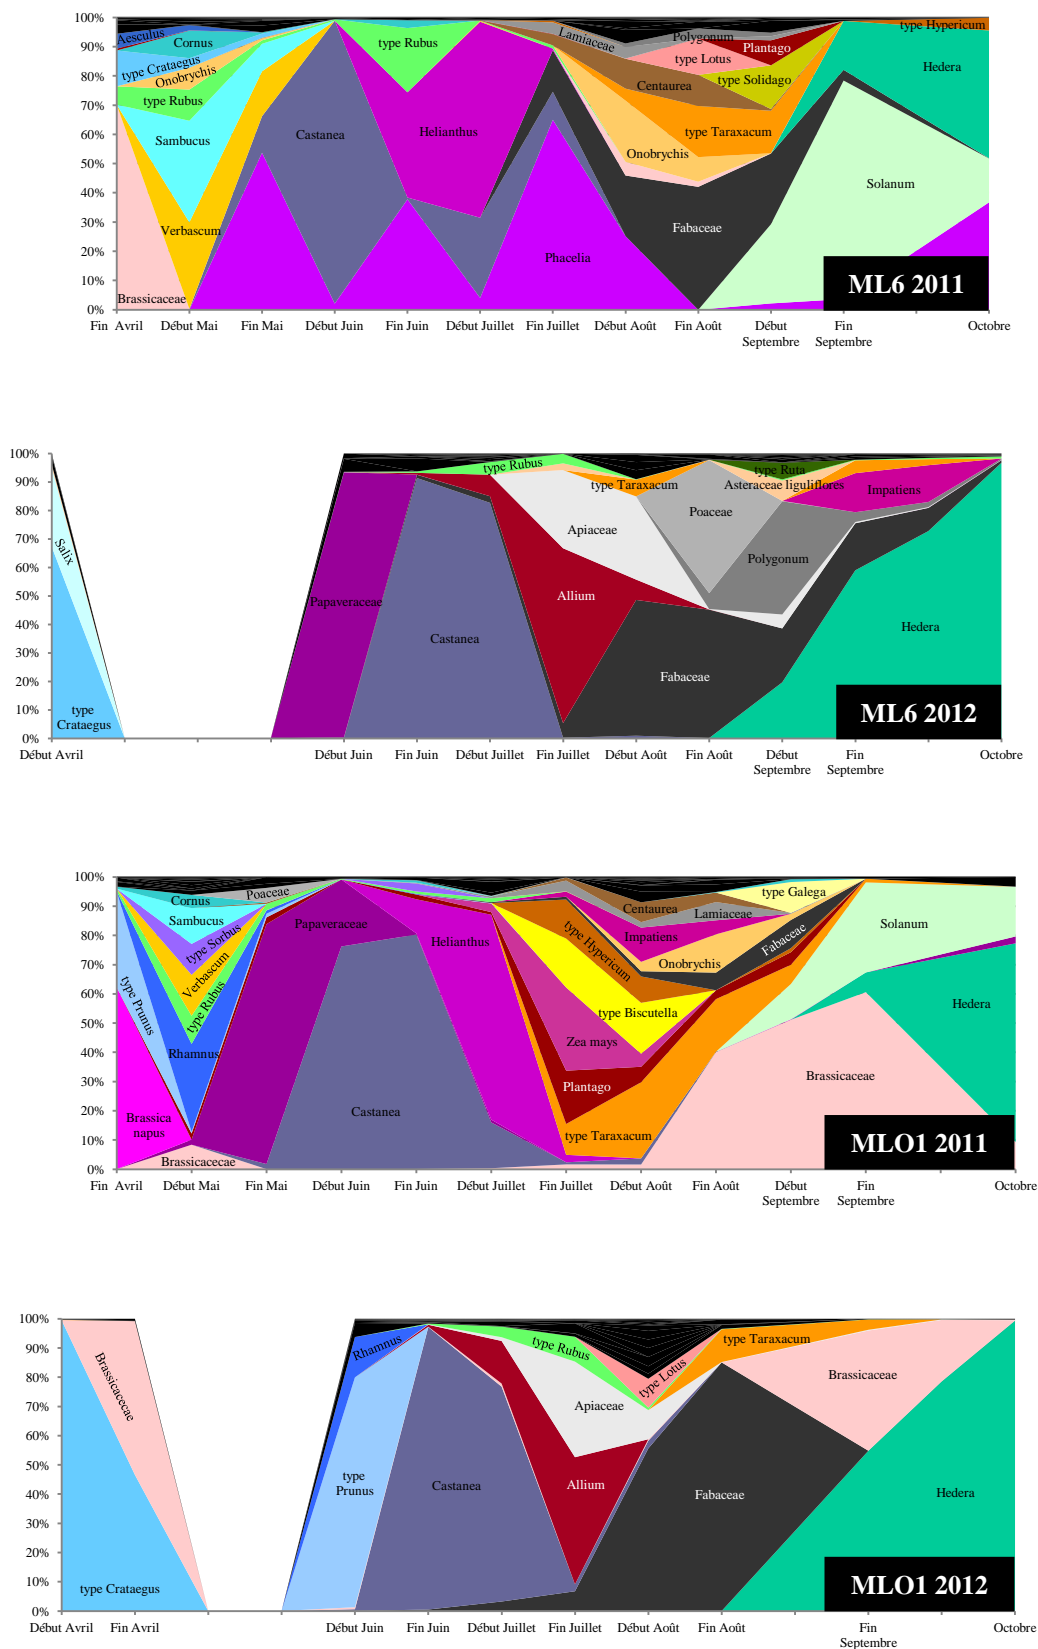 100%
90%
80%
70%
60%
50%
40%
30%
20%
10%
0%
Aesculus
Cornus
type Crataegus
Onobrychis
type Rubus
Sambucus
Verbascum
Brassicaceae
Castanea
type Rubus
Helianthus
Phacelia
Lamiaceae
Polygonum
type Lotus
Plantago
Centaurea
type Solidago
type Taraxacum
Onobrychis
Fabaceae
type Hypericum
Hedera
Solanum
ML6 2011
Fin Avril
Début Mai
Fin Mai
Début Juin
Fin Juin
Début Juillet
Fin Juillet
Début Août
Fin Août
Début
Septembre
Fin
Septembre
Octobre
100%
90%
80%
70%
60%
50%
40%
30%
20%
10%
0%
Salix
type
Crataegus
Papaveraceae
Castanea
type Rubus
Apiaceae
Allium
type Taraxacum
Fabaceae
Poaceae
type Ruta
Asteraceae liguliflores
Polygonum
Impatiens
Hedera
ML6 2012
Début Avril
Début Juin
Fin Juin
Début Juillet
Fin Juillet
Début Août
Fin Août
Début
Septembre
Fin
Septembre
Octobre
100%
90%
80%
70%
60%
50%
40%
30%
20%
10%
0%
Cornus
Sambucus
type Sorbus
Verbascum
type Rubus
type Prunus
Rhamnus
Brassica
napus
Brassicacecae
Poaceae
Papaveraceae
Castanea
Helianthus
type Hypericum
Centaurea
Lamiaceae
Impatiens
Onobrychis
type Biscutella
Zea mays
Plantago
type Taraxacum
type Galega
Fabaceae
Solanum
Hedera
Brassicaceae
MLO1 2011
Fin Avril
Début Mai
Fin Mai
Début Juin
Fin Juin
Début Juillet
Fin Juillet
Début Août
Fin Août
Début
Septembre
Fin
Septembre
Octobre
100%
90%
80%
70%
60%
50%
40%
30%
20%
10%
0%
Brassicacecae
type Crataegus
Rhamnus
type
Prunus
Castanea
type Rubus
Apiaceae
Allium
type Lotus
type Taraxacum
Fabaceae
Brassicaceae
Hedera
MLO1 2012
Début Avril
Fin Avril
Début Juin
Fin Juin
Début Juillet
Fin Juillet
Début Août
Fin Août
Fin
Septembre
Octobre